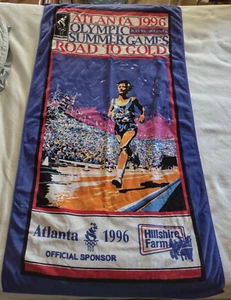 ATLANTA 1996
OLYMPIC
SUMMER GAMES
ROAD TO GOLD
Atlanta 1996
Hillshire
Farm
OFFICIAL SPONSOR